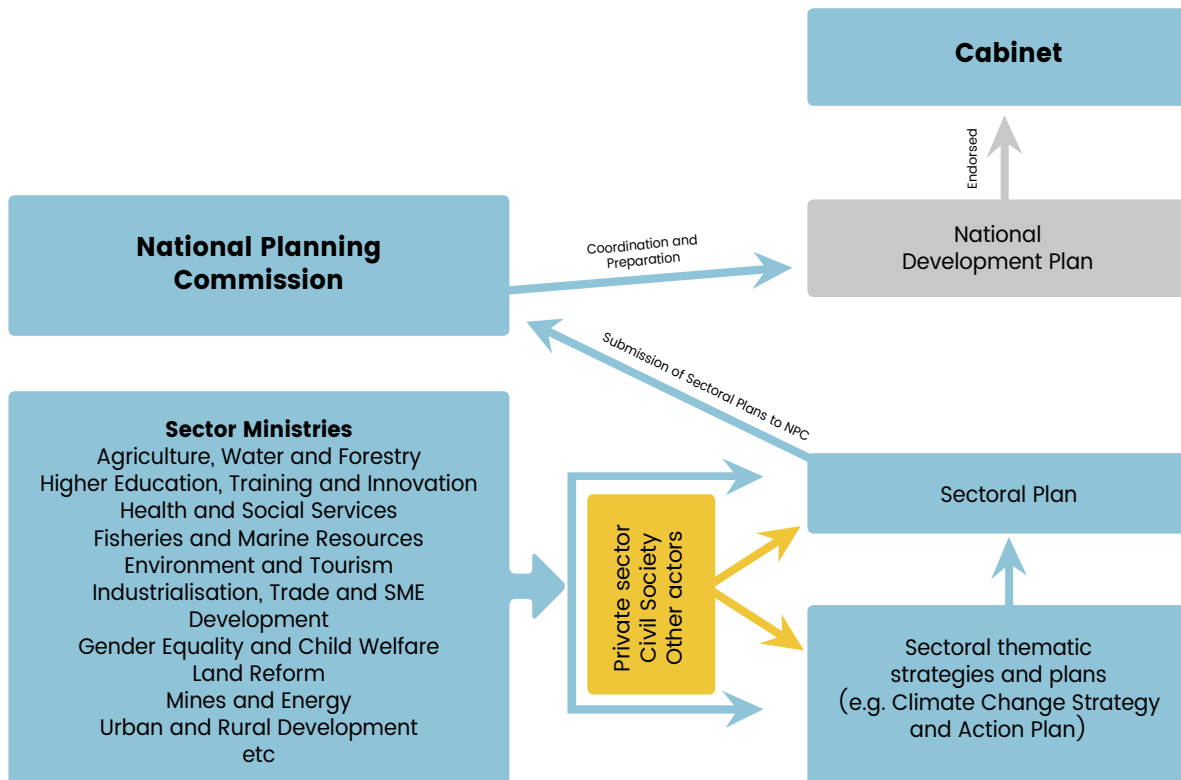 Cabinet
Endorsed
National
Development Plan
National Planning
Commission
Coordination and
Preparation
Submission of Sectoral Plans to NPC
Sector Ministries
Agriculture, Water and Forestry
Higher Education, Training and Innovation
Health and Social Services
Fisheries and Marine Resources
Environment and Tourism
Industrialisation, Trade and SME
Development
Gender Equality and Child Welfare
Land Reform
Mines and Energy
Urban and Rural Development
etc
Private sector
Civil Society
Other actors
Sectoral Plan
Sectoral thematic
strategies and plans
(e.g. Climate Change Strategy
and Action Plan)